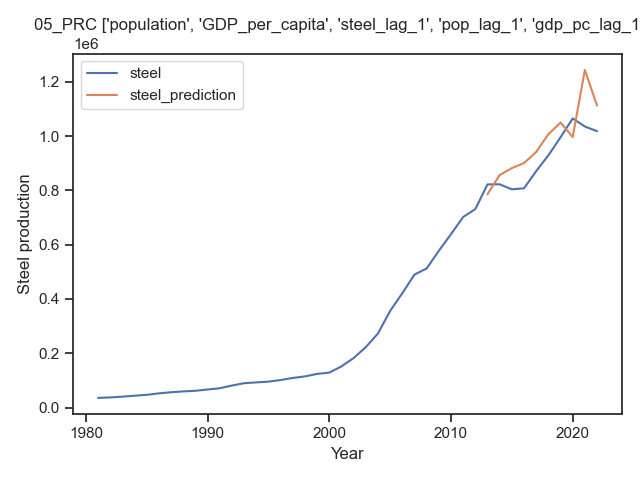 05_PRC ['population', 'GDP_per_capita', 'steel_lag_1', 'pop_lag_1', 'gdp_pc_lag_1
1e6
steel
steel_prediction
1.2
1.0
0.8
0.6
0.4
0.2
0.0
Steel production
1980
1990
2000
2010
2020
Year